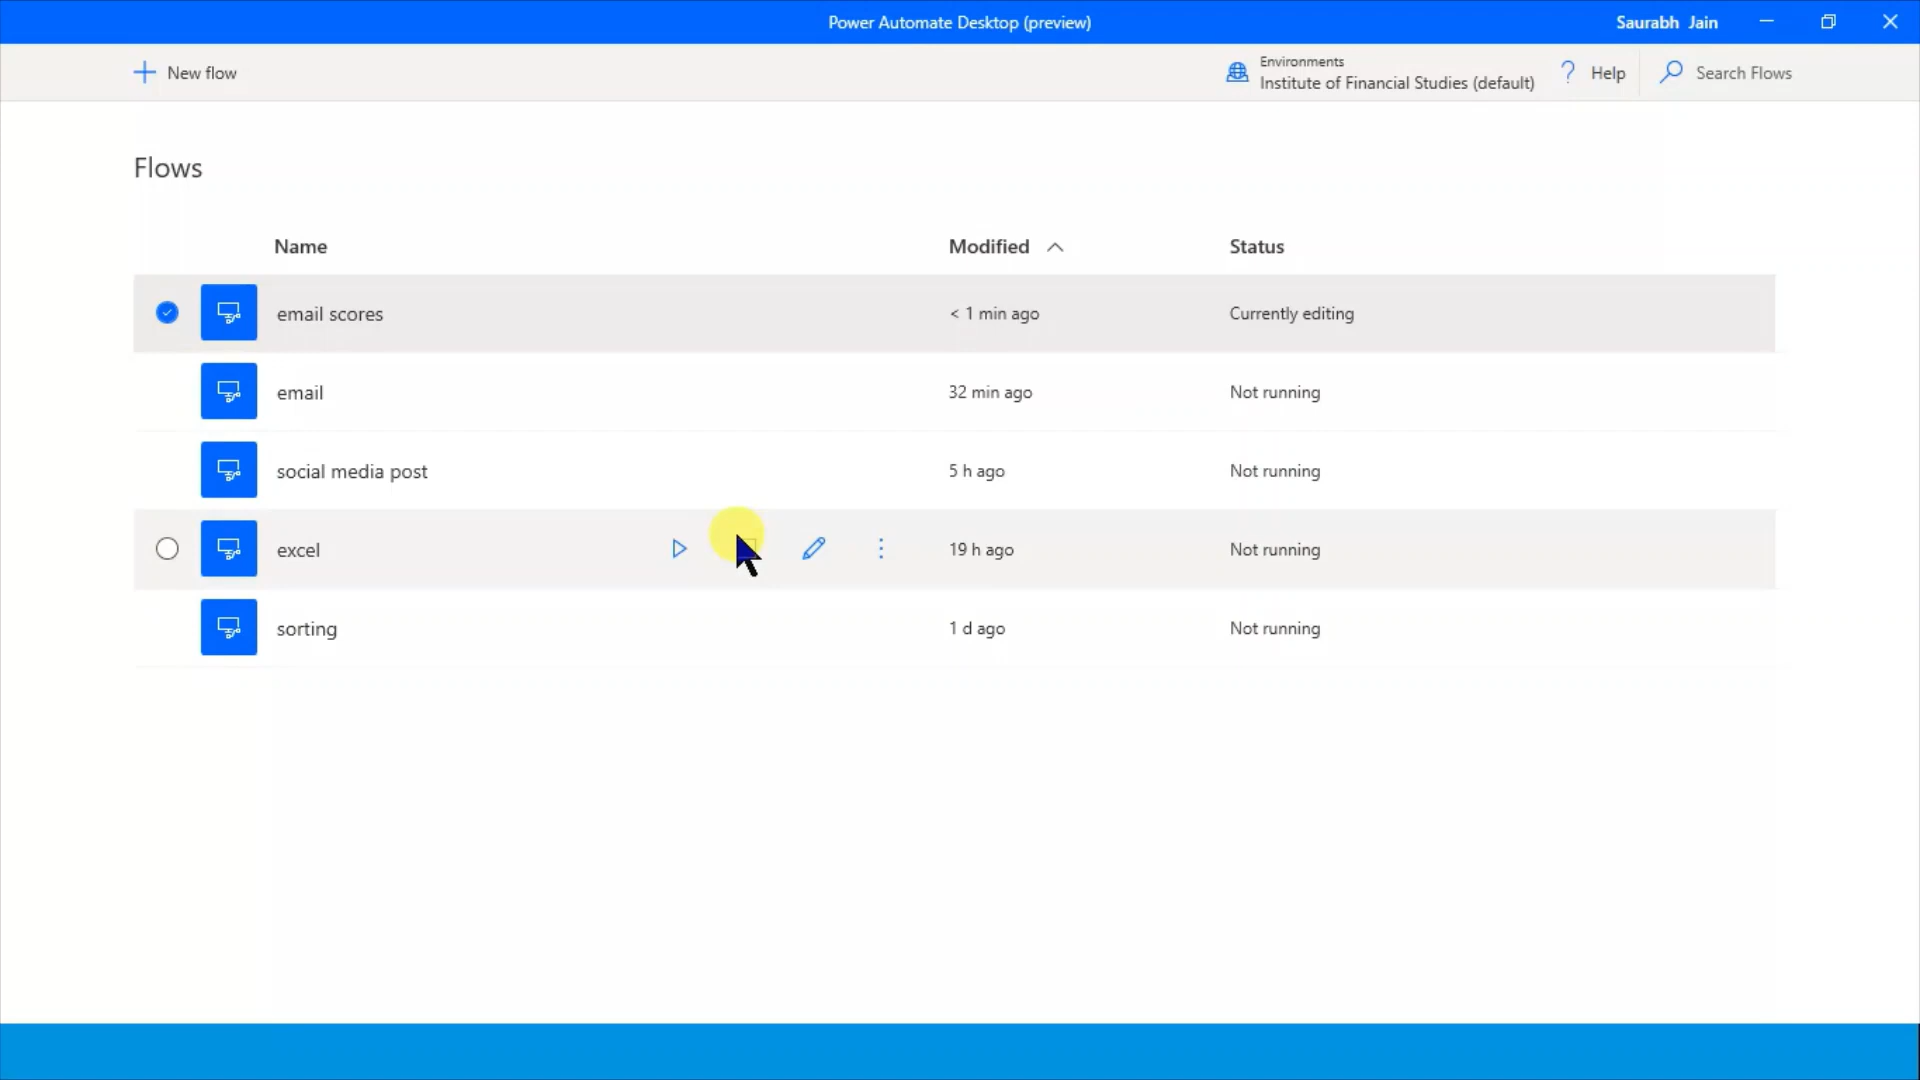 Power Automate Desktop (preview)
Saurabh Jain
New flow
Environments
Institute of Financial Studies (default)
Help
Search Flows
Flows
Name Modified Status
email scores < 1 min ago Currently editing
email 32 min ago Not running
social media post 5 h ago Not running
excel 19 h ago Not running
sorting 1 d ago Not running